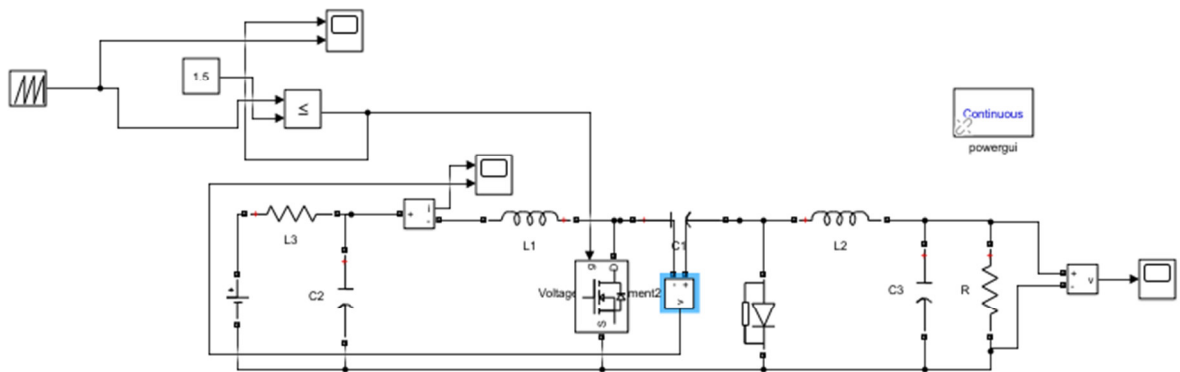 1.5
≤
Continuous
powergui
i
L3
L1
C1
L2
C2
Voltage
ment2
g
D
S
v
C3
R
v